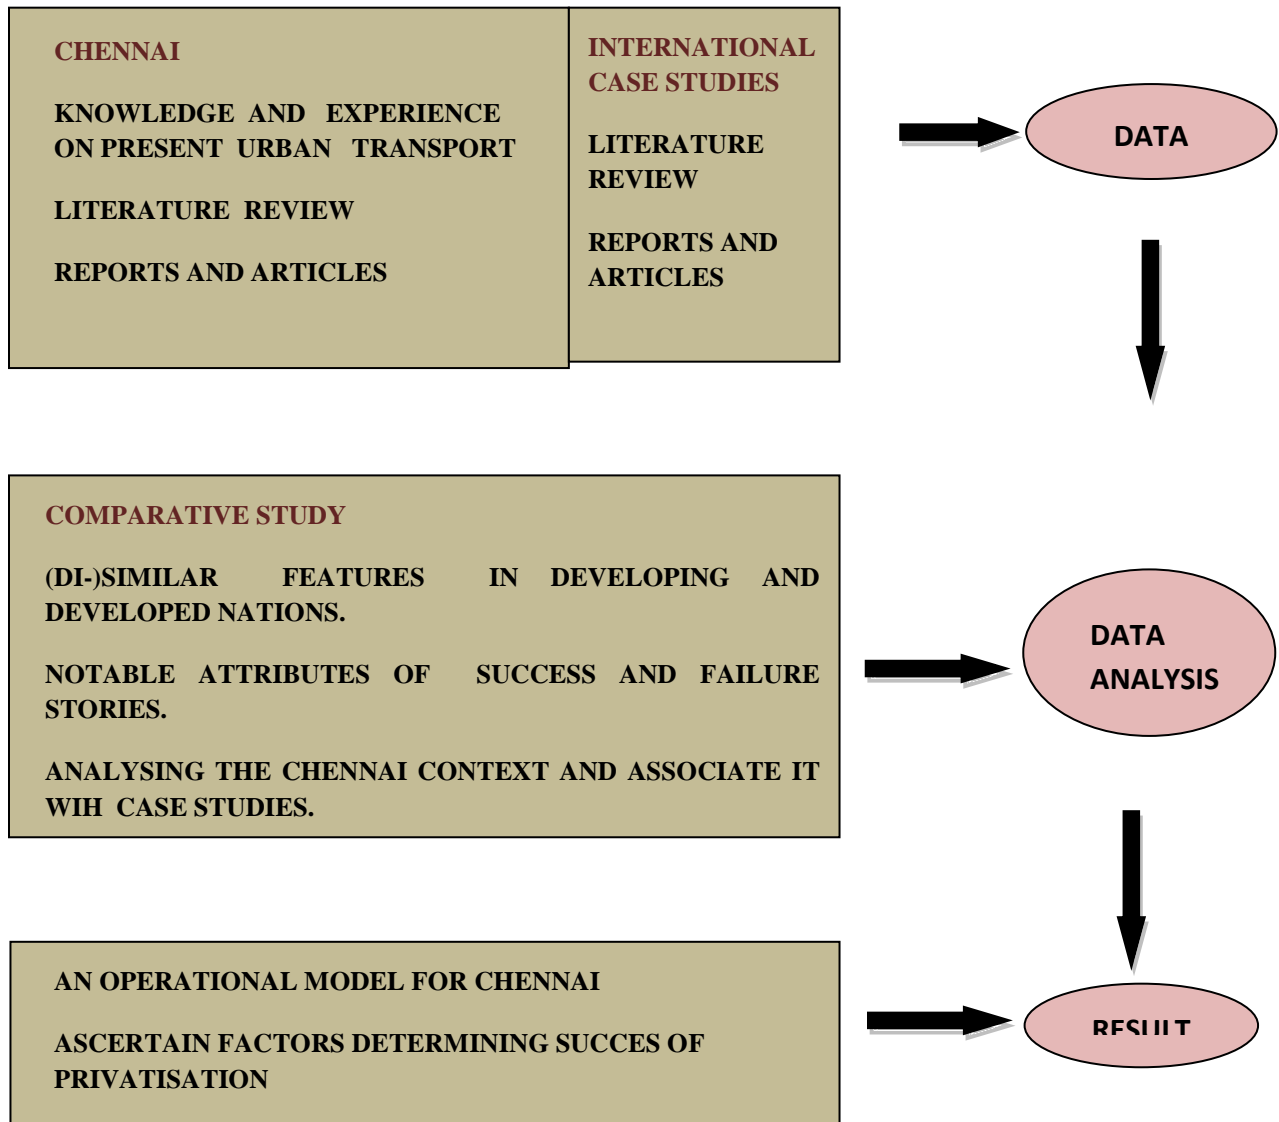 CHENNAI
KNOWLEDGE AND EXPERIENCE
ON PRESENT URBAN TRANSPORT
LITERATURE REVIEW
REPORTS AND ARTICLES
INTERNATIONAL
CASE STUDIES
LITERATURE
REVIEW
REPORTS AND
ARTICLES
DATA
COMPARATIVE STUDY
(DI-)SIMILAR FEATURES IN DEVELOPING AND
DEVELOPED NATIONS.
NOTABLE ATTRIBUTES OF SUCCESS AND FAILURE
STORIES.
ANALYSING THE CHENNAI CONTEXT AND ASSOCIATE IT
WIH CASE STUDIES.
DATA
ANALYSIS
AN OPERATIONAL MODEL FOR CHENNAI
ASCERTAIN FACTORS DETERMINING SUCCES OF
PRIVATISATION
RESULT